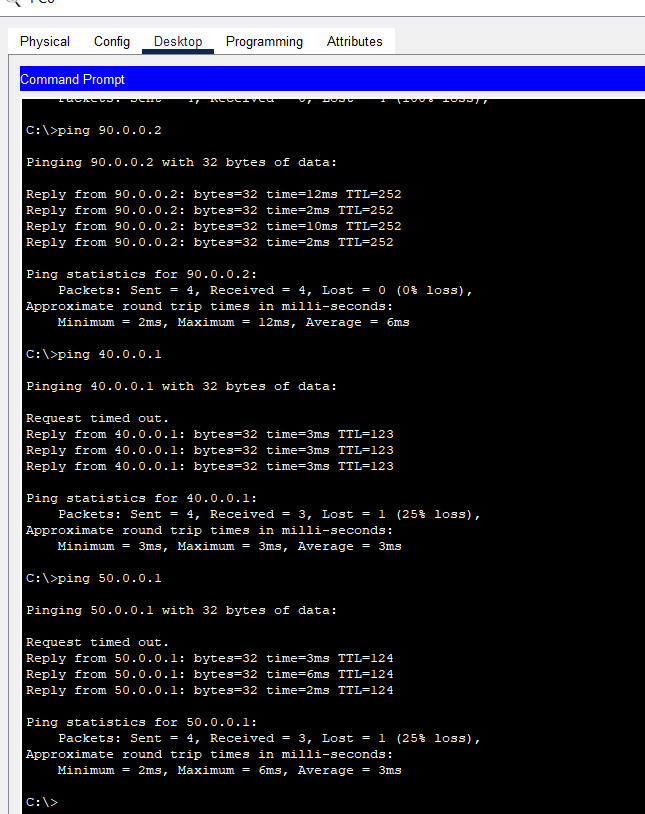 Physical Config Desktop Programming Attributes
Command Prompt
C:\>ping 90.0.0.2
Pinging 90.0.0.2 with 32 bytes of data:
Reply from 90.0.0.2: bytes=32 time=12ms TTL=252
Reply from 90.0.0.2: bytes=32 time=2ms TTL=252
Reply from 90.0.0.2: bytes=32 time=10ms TTL=252
Reply from 90.0.0.2: bytes=32 time=2ms TTL=252
Ping statistics for 90.0.0.2:
Packets: Sent = 4, Received = 4, Lost = 0 (0% loss),
Approximate round trip times in milli-seconds:
Minimum = 2ms, Maximum = 12ms, Average = 6ms
C:\>ping 40.0.0.1
Pinging 40.0.0.1 with 32 bytes of data:
Request timed out.
Reply from 40.0.0.1: bytes=32 time=3ms TTL=123
Reply from 40.0.0.1: bytes=32 time=3ms TTL=123
Reply from 40.0.0.1: bytes=32 time=3ms TTL=123
Ping statistics for 40.0.0.1:
Packets: Sent = 4, Received = 3, Lost = 1 (25% loss),
Approximate round trip times in milli-seconds:
Minimum = 3ms, Maximum = 3ms, Average = 3ms
C:\>ping 50.0.0.1
Pinging 50.0.0.1 with 32 bytes of data:
Request timed out.
Reply from 50.0.0.1: bytes=32 time=3ms TTL=124
Reply from 50.0.0.1: bytes=32 time=6ms TTL=124
Reply from 50.0.0.1: bytes=32 time=2ms TTL=124
Ping statistics for 50.0.0.1:
Packets: Sent = 4, Received = 3, Lost = 1 (25% loss),
Approximate round trip times in milli-seconds:
Minimum = 2ms, Maximum = 6ms, Average = 3ms
C:\>